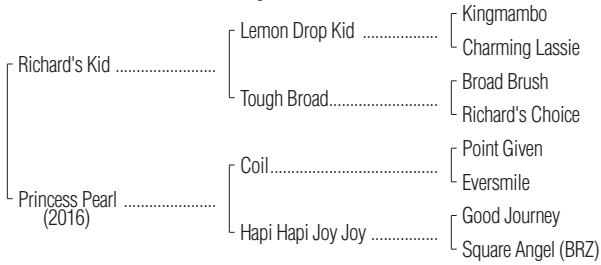 Kingmambo
Lemon Drop Kid ..................
Charming Lassie
Richard's Kid ........................
Broad Brush
Tough Broad..........................
Richard's Choice
Point Given
Coil........................................
Eversmile
Princess Pearl ......................
(2016)
Good Journey
Hapi Hapi Joy Joy ................
Square Angel (BRZ)